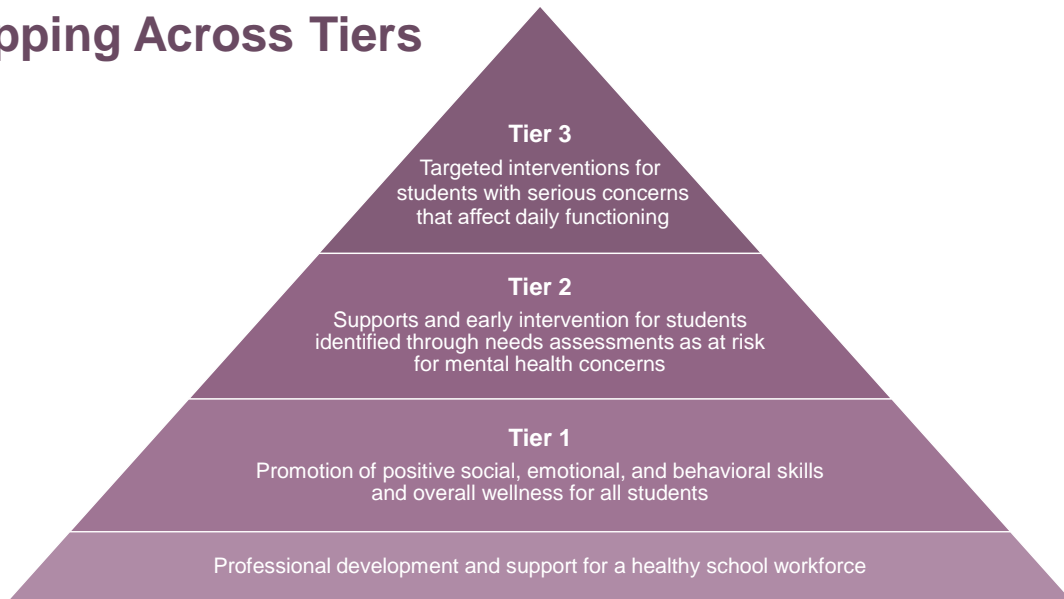 pping Across Tiers
Tier 3
Targeted interventions for
students with serious concerns
that affect daily functioning
Tier 2
Supports and early intervention for students
identified through needs assessments as at risk
for mental health concerns
Tier 1
Promotion of positive social, emotional, and behavioral skills
and overall wellness for all students
Professional development and support for a healthy school workforce